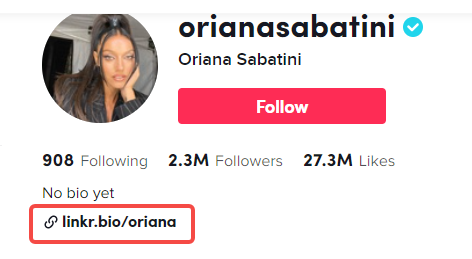 orianasabatini
Oriana Sabatini
Follow
908 Following 2.3M Followers 27.3M Likes
No bio yet
linkr.bio/oriana